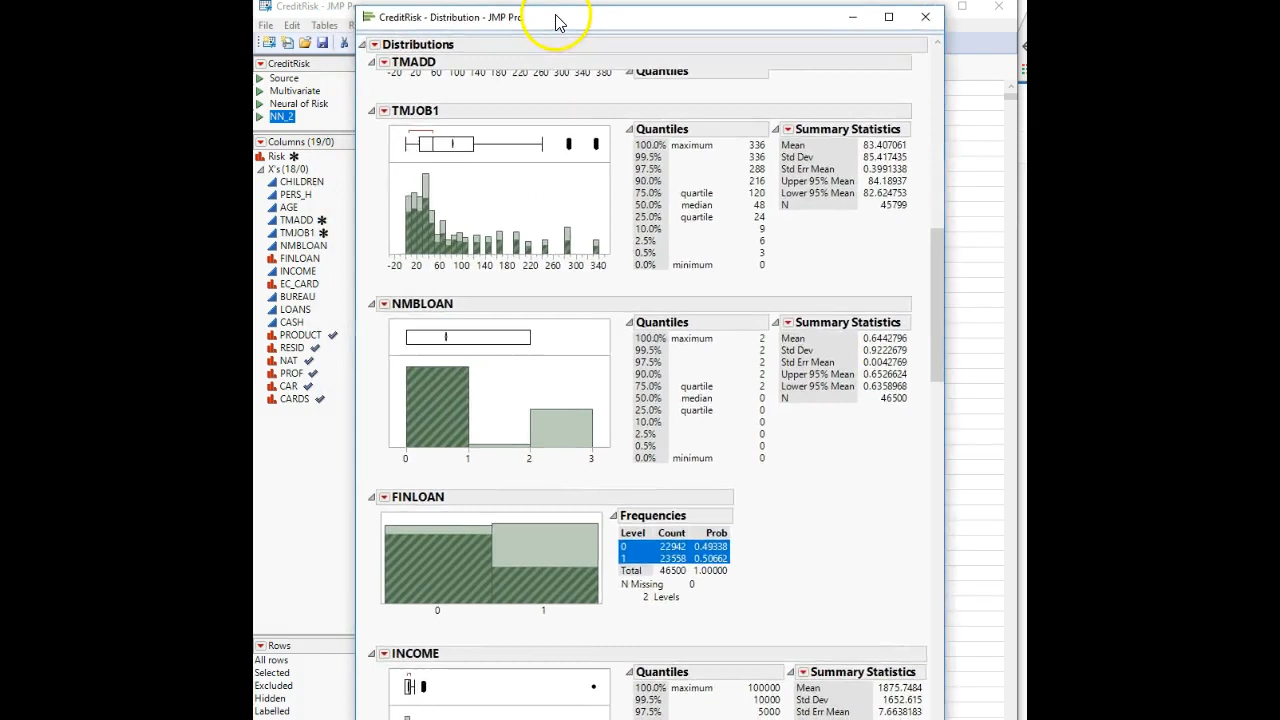 CreditRisk - JMP Pro
File Edit Tables
CreditRisk
Source
Multivariate
Neural of Risk
NN_2
Columns (19/0)
Risk
X's (18/0)
CHILDREN
PERS_H
AGE
TMADD
TMJOB1
NMBLOAN
FINLOAN
INCOME
EC_CARD
BUREAU
LOANS
CASH
PRODUCT
RESID
NAT
PROF
CAR
CARDS
Rows
All rows
Selected
Excluded
Hidden
Labelled
CreditRisk - Distribution - JMP Pro
Distributions
TMADD
-20 20 60 100 140 180 220 260 300 340 380
Quantiles
TMJOB1
-20 20 60 100 140 180 220 260 300 340
Quantiles
100.0% maximum 336
99.5% 336
97.5% 288
90.0% 216
75.0% quartile 120
50.0% median 48
25.0% quartile 24
10.0% 9
2.5% 6
0.5% 3
0.0% minimum 0
Summary Statistics
Mean 83.407061
Std Dev 85.417435
Std Err Mean 0.3991338
Upper 95% Mean 84.18937
Lower 95% Mean 82.624753
N 45799
NMBLOAN
0 1 2 3
Quantiles
100.0% maximum 2
99.5% 2
97.5% 2
90.0% 2
75.0% quartile 2
50.0% median 0
25.0% quartile 0
10.0% 0
2.5% 0
0.5% 0
0.0% minimum 0
Summary Statistics
Mean 0.6442796
Std Dev 0.9222679
Std Err Mean 0.0042769
Upper 95% Mean 0.6526624
Lower 95% Mean 0.6358968
N 46500
FINLOAN
0 1
Frequencies
Level Count Prob
0 22942 0.49338
1 23558 0.50662
Total 46500 1.00000
N Missing 0
2 Levels
INCOME
Quantiles
100.0% maximum 100000
99.5% 10000
97.5% 5000
Summary Statistics
Mean 1875.7484
Std Dev 1652.615
Std Err Mean 7.6638183